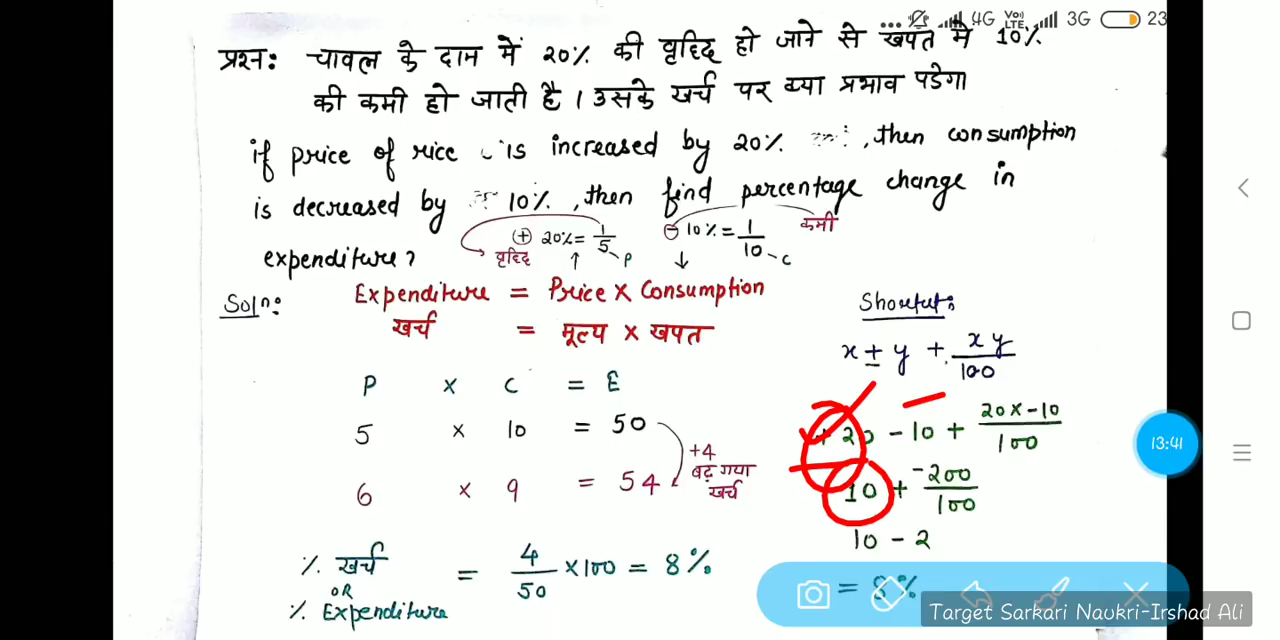 4G VoLTE 3G 23
प्रश्न: चावल के दाम में 20% की वृद्धि हो जाने से खपत मे 10%
की कमी हो जाती है । उसके खर्च पर क्या प्रभाव पडेगा
if price of rice is increased by 20% , then consumption
is decreased by 10% , then find percentage change in
expenditure?
(+) 20% = 1/5 - P
वृद्धि ↑
⊖ 10% = 1/10 - C
कमी ↓
Soln:
Expenditure = Price × Consumption
खर्च = मूल्य × खपत
P × C = E
5 × 10 = 50
6 × 9 = 54
+4
बढ़ गया
खर्च
% खर्च
OR
% Expenditure
= 4/50 × 100 = 8%
Shortcut:
x ± y + xy/100
+ 20 - 10 + 20 × -10/100
10 + -200/100
10 - 2
= 8%
13:41
Target Sarkari Naukri-Irshad Ali